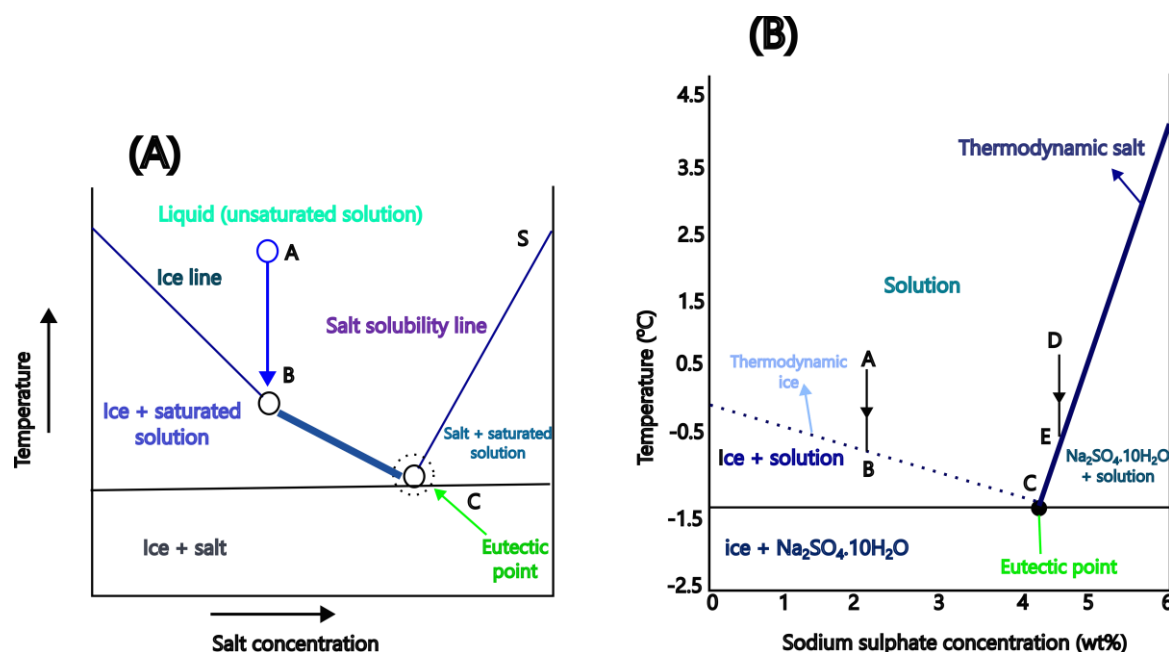 (A)
Liquid (unsaturated solution)
A
S
Ice line
Salt solubility line
B
Ice + saturated
solution
Salt + saturated
solution
C
Ice + salt
Eutectic
point
Temperature
Salt concentration
(B)
4.5
3.5
2.5
1.5
0.5
-0.5
-1.5
-2.5
Temperature (°C)
Thermodynamic salt
Solution
A
D
Thermodynamic
ice
E
B
Ice + solution
C
Na₂SO₄.10H₂O
+ solution
ice + Na₂SO₄.10H₂O
Eutectic point
0 1 2 3 4 5 6
Sodium sulphate concentration (wt%)